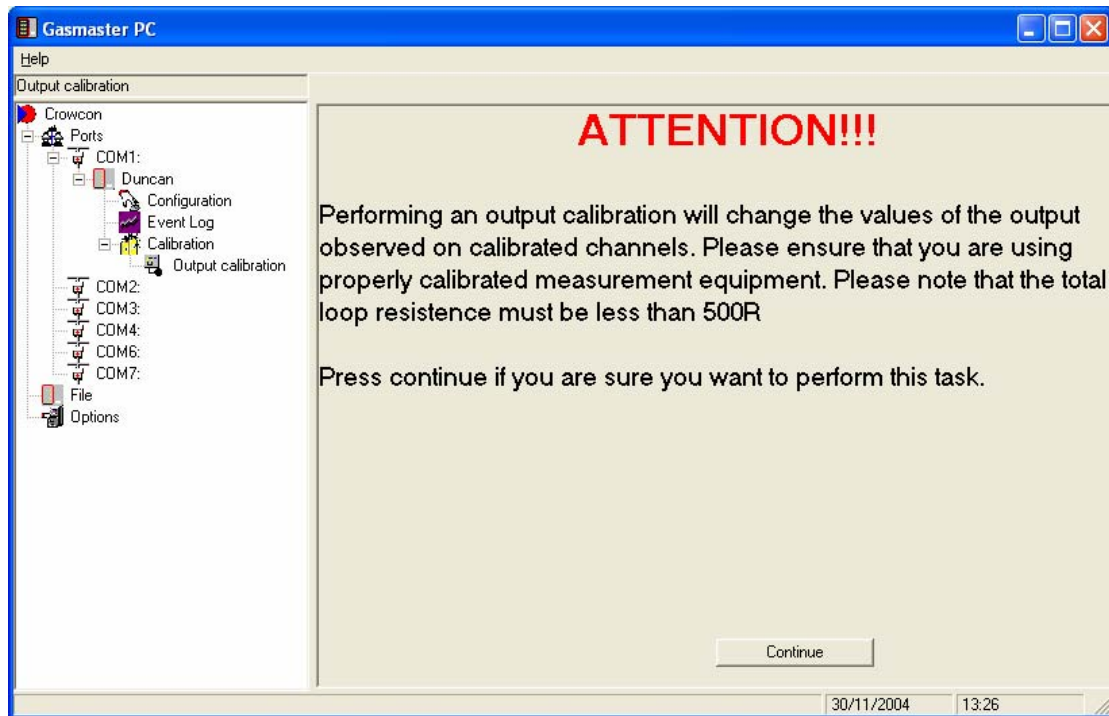 Gasmaster PC
Help
Output calibration
Crowcon
Ports
COM1:
Duncan
Configuration
Event Log
Calibration
Output calibration
COM2:
COM3:
COM4:
COM6:
COM7:
File
Options
ATTENTION!!!
Performing an output calibration will change the values of the output
observed on calibrated channels. Please ensure that you are using
properly calibrated measurement equipment. Please note that the total
loop resistence must be less than 500R
Press continue if you are sure you want to perform this task.
Continue
30/11/2004
13:26